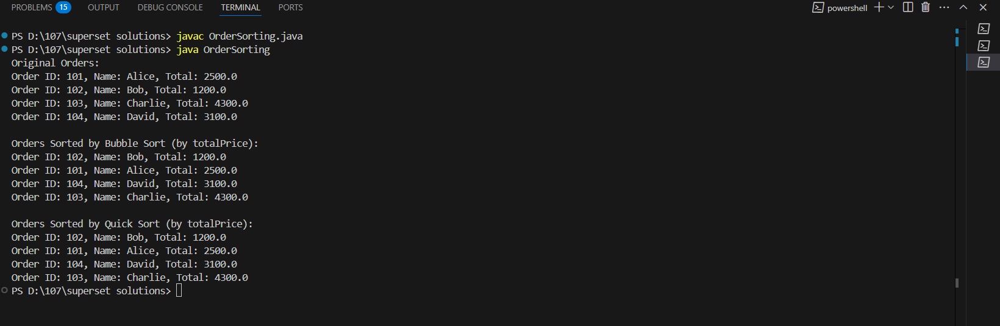 PROBLEMS 15 OUTPUT DEBUG CONSOLE TERMINAL PORTS powershell
PS D:\107\superset solutions> javac OrderSorting.java
PS D:\107\superset solutions> java OrderSorting
Original Orders:
Order ID: 101, Name: Alice, Total: 2500.0
Order ID: 102, Name: Bob, Total: 1200.0
Order ID: 103, Name: Charlie, Total: 4300.0
Order ID: 104, Name: David, Total: 3100.0
Orders Sorted by Bubble Sort (by totalPrice):
Order ID: 102, Name: Bob, Total: 1200.0
Order ID: 101, Name: Alice, Total: 2500.0
Order ID: 104, Name: David, Total: 3100.0
Order ID: 103, Name: Charlie, Total: 4300.0
Orders Sorted by Quick Sort (by totalPrice):
Order ID: 102, Name: Bob, Total: 1200.0
Order ID: 101, Name: Alice, Total: 2500.0
Order ID: 104, Name: David, Total: 3100.0
Order ID: 103, Name: Charlie, Total: 4300.0
PS D:\107\superset solutions>